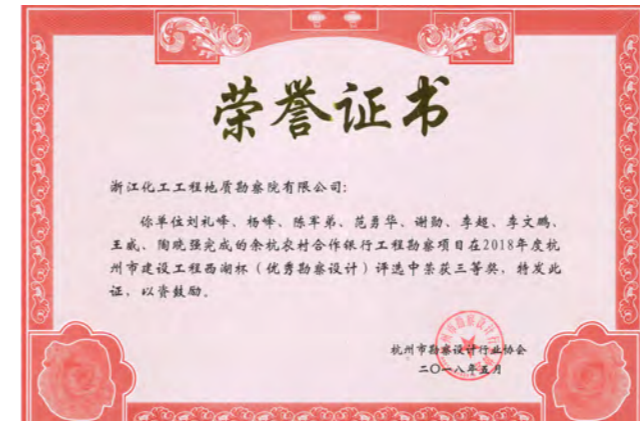 荣誉证书
浙江化工工程地质勘察院有限公司:
你单位刘礼峰、杨峰、陈军弟、范勇华、谢勋、李超、李文鹏、
王威、陶晓强完成的余杭农村合作银行工程勘察项目在2018年度杭
州市建设工程西湖杯（优秀勘察设计）评选中荣获三等奖，特发此
证，以资鼓励。
杭州市勘察设计行业协会
二〇一八年五月